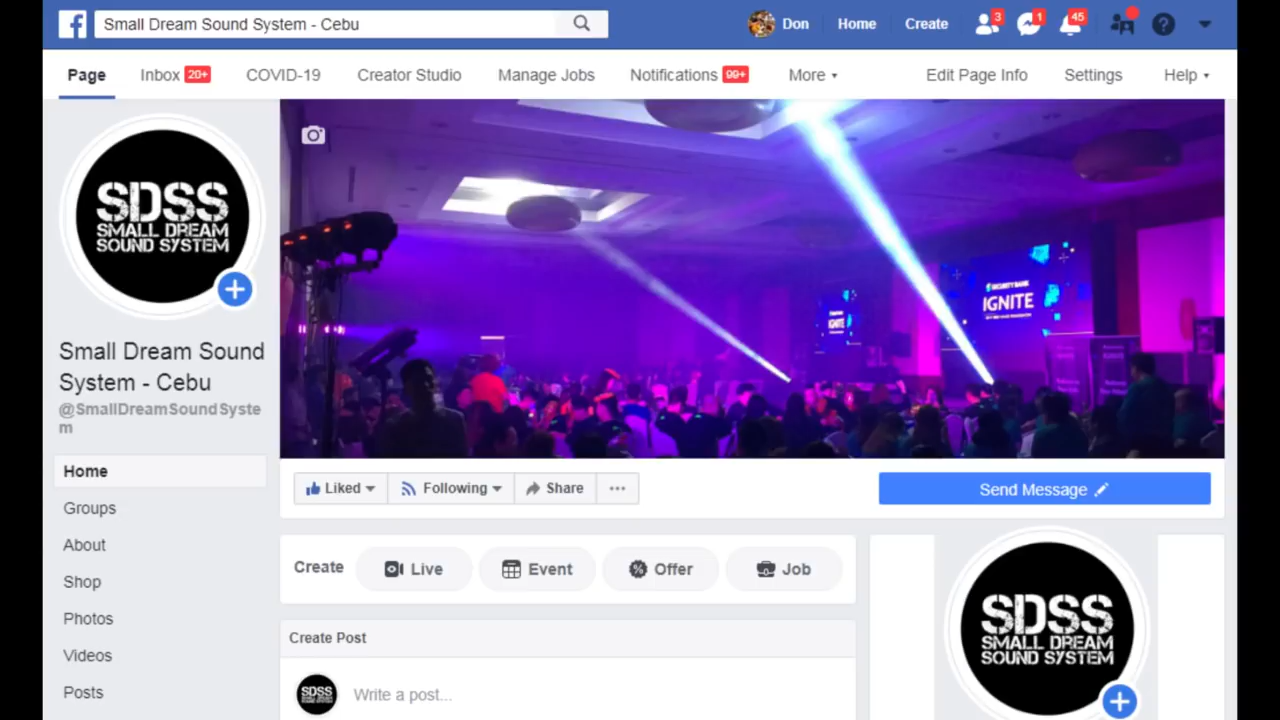 Small Dream Sound System - Cebu
Don
Home
Create
3
1
45
Page
Inbox 20+
COVID-19
Creator Studio
Manage Jobs
Notifications 99+
More
Edit Page Info
Settings
Help
SDSS
SMALL DREAM
SOUND SYSTEM
SECURITY BANK
IGNITE
IGNITE
Small Dream Sound
System - Cebu
@SmallDreamSoundSyste
m
Home
Groups
About
Shop
Photos
Videos
Posts
Liked
Following
Share
Send Message
Create
Live
Event
Offer
Job
Create Post
SDSS
Write a post...
SDSS
SMALL DREAM
SOUND SYSTEM